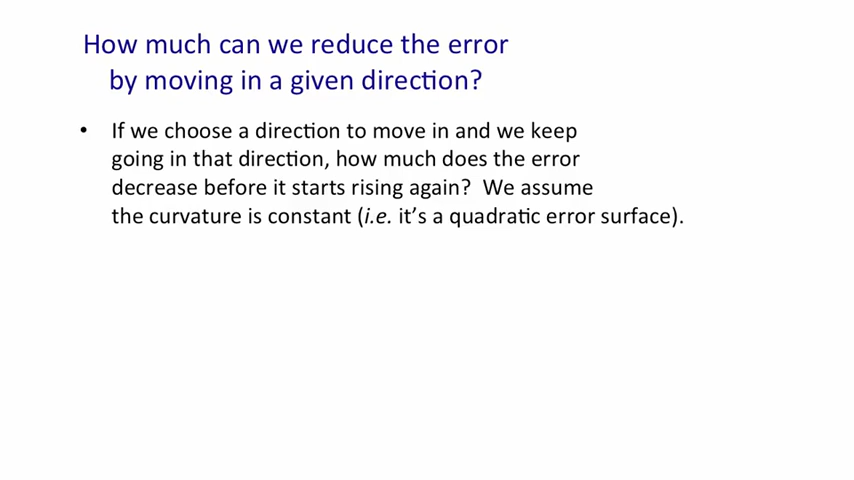 How much can we reduce the error
by moving in a given direction?
• If we choose a direction to move in and we keep
going in that direction, how much does the error
decrease before it starts rising again? We assume
the curvature is constant (i.e. it’s a quadratic error surface).